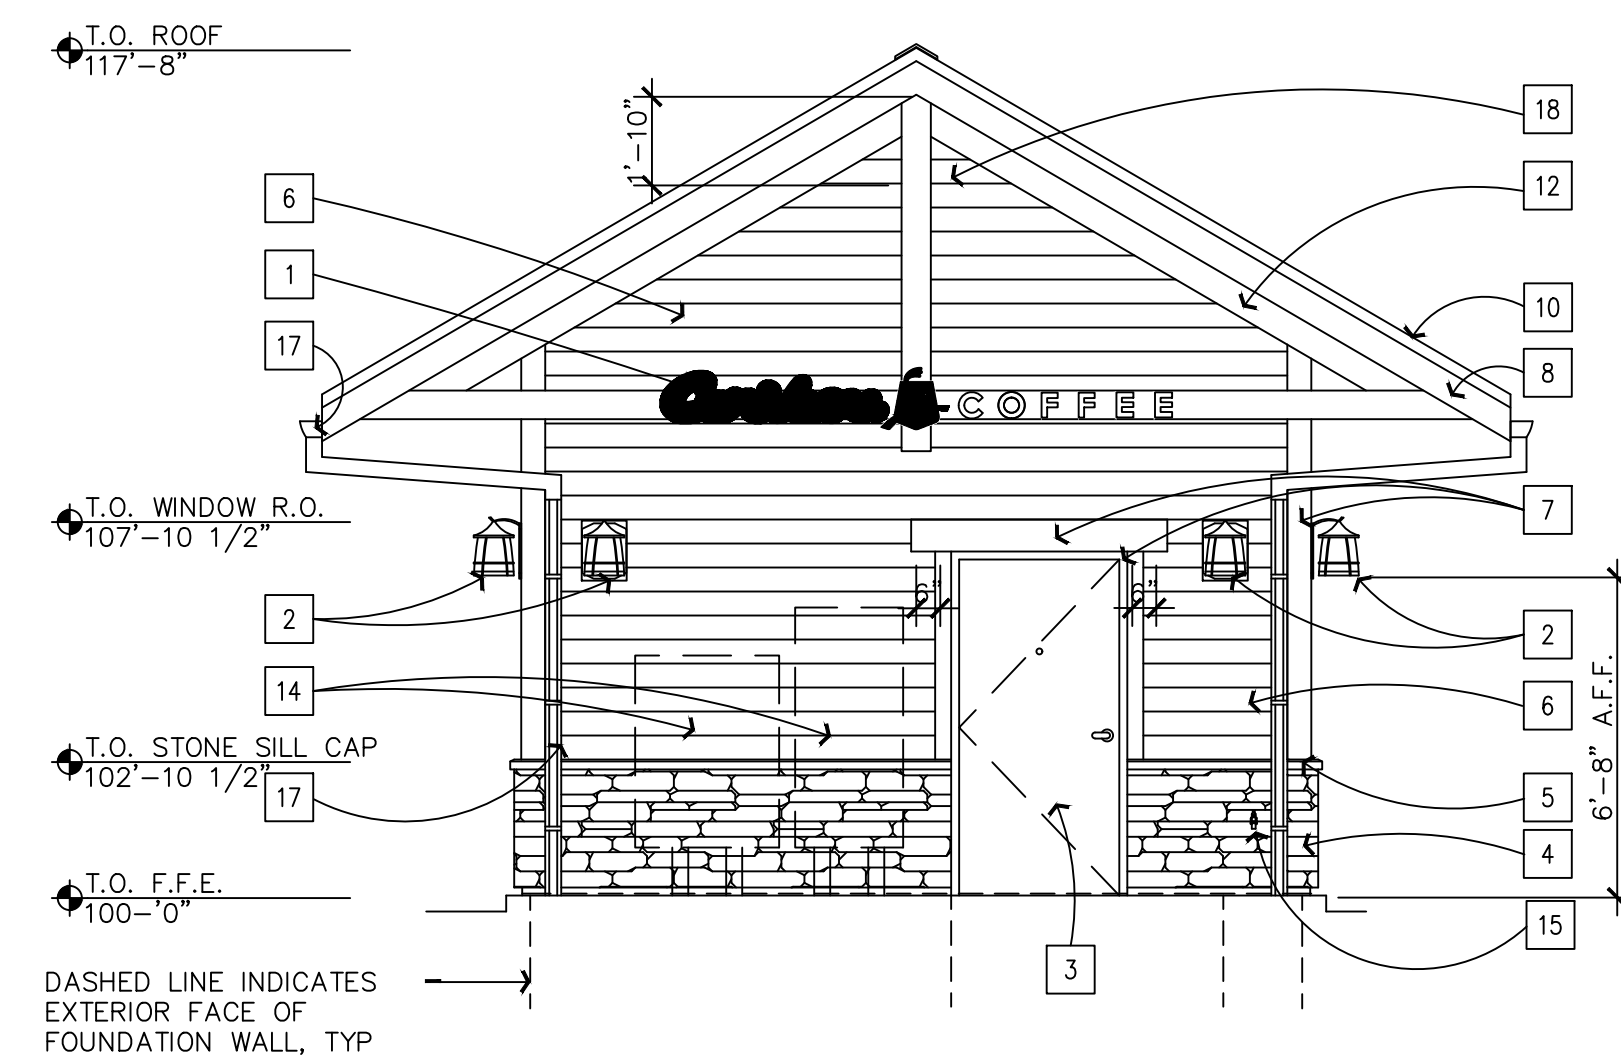 T.O. ROOF
117'-8"
1'-10"
18
12
6
1
10
17
8
Caribou COFFEE
T.O. WINDOW R.O.
107'-10 1/2"
7
6"
6"
2
2
14
6
6'-8" A.F.F.
T.O. STONE SILL CAP
102'-10 1/2"
17
5
4
T.O. F.F.E.
100-'0"
15
3
DASHED LINE INDICATES
EXTERIOR FACE OF
FOUNDATION WALL, TYP